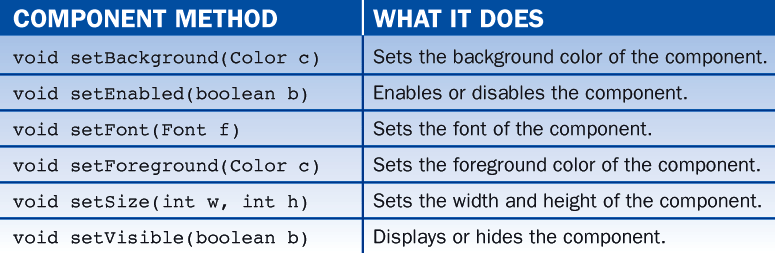 COMPONENT METHOD WHAT IT DOES
void setBackground(Color c) Sets the background color of the component.
void setEnabled(boolean b) Enables or disables the component.
void setFont(Font f) Sets the font of the component.
void setForeground(Color c) Sets the foreground color of the component.
void setSize(int w, int h) Sets the width and height of the component.
void setVisible(boolean b) Displays or hides the component.